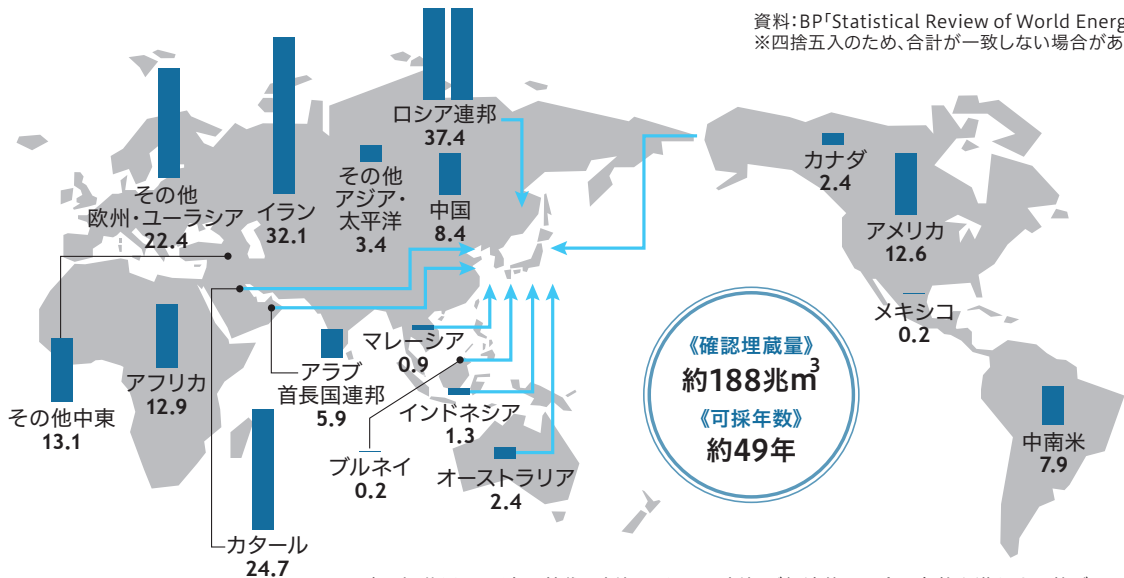 資料：BP「Statistical Review of World Energ
※四捨五入のため、合計が一致しない場合があ
ロシア連邦
37.4
その他
欧州・ユーラシア
22.4
イラン
32.1
その他
アジア・
太平洋
3.4
中国
8.4
カナダ
2.4
アメリカ
12.6
メキシコ
0.2
その他中東
13.1
アフリカ
12.9
アラブ
首長国連邦
5.9
マレーシア
0.9
インドネシア
1.3
ブルネイ
0.2
オーストラリア
2.4
カタール
24.7
《確認埋蔵量》
約188兆m³
《可採年数》
約49年
中南米
7.9